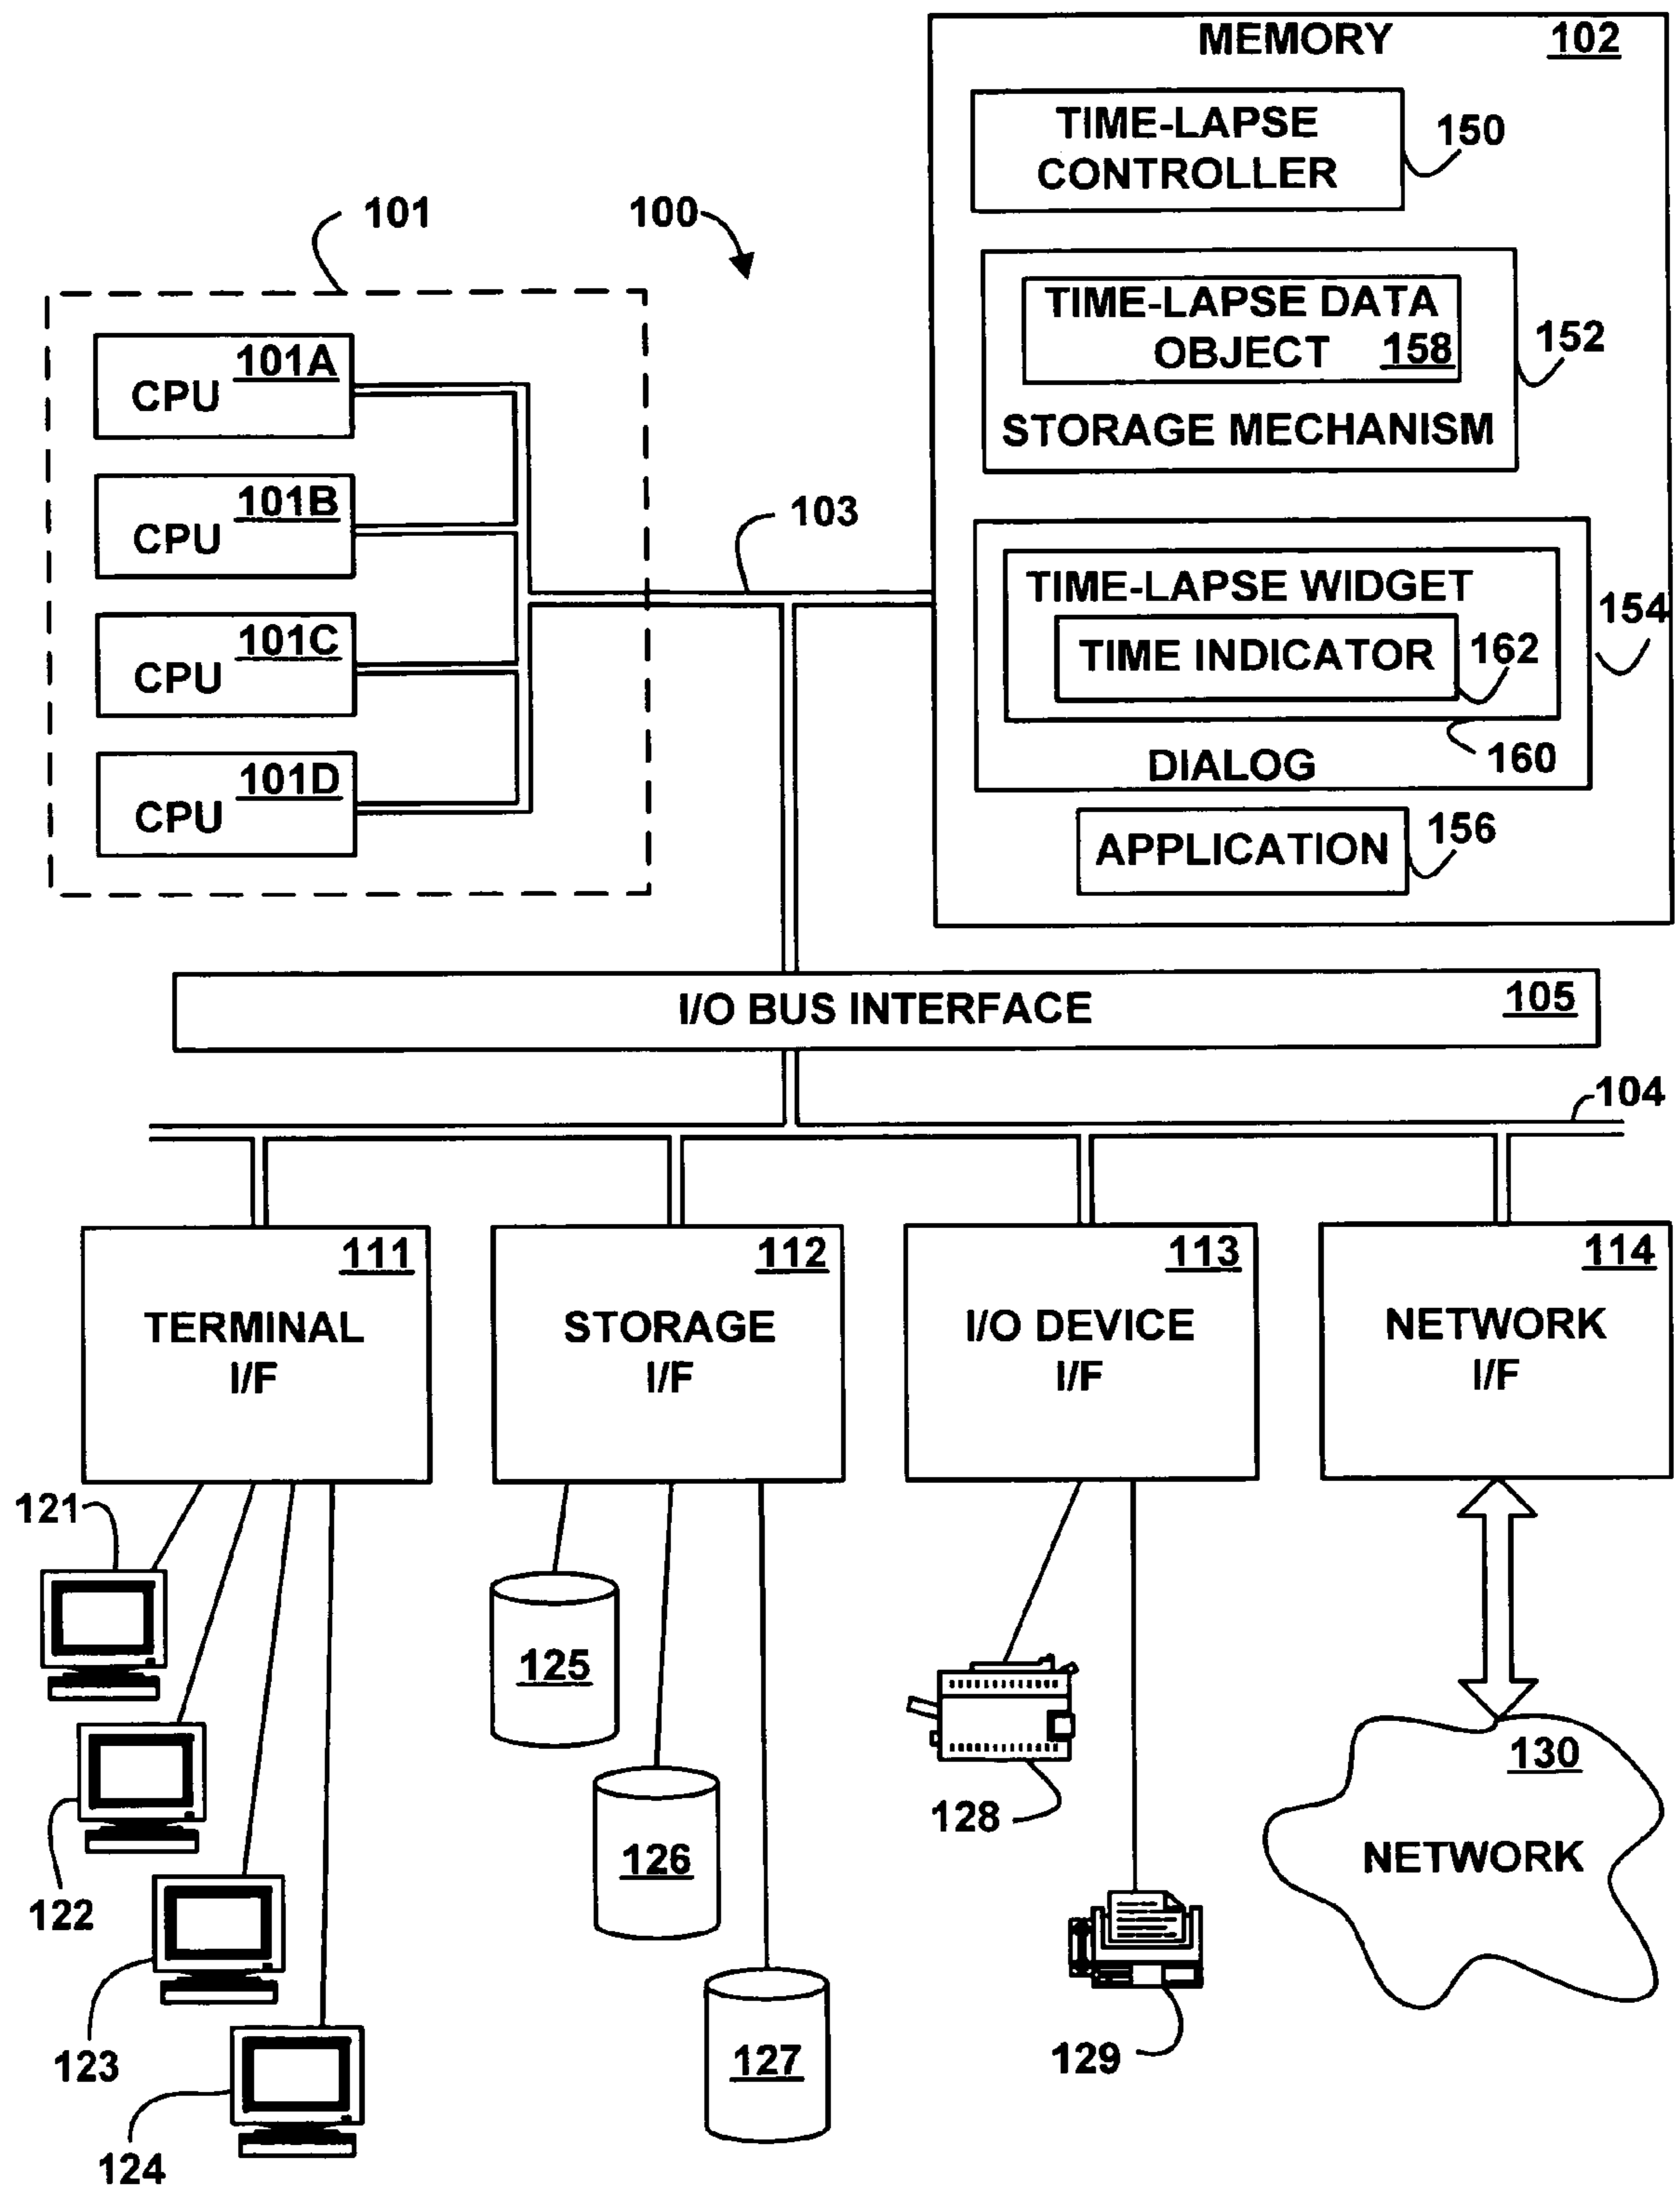 MEMORY 102
TIME-LAPSE
CONTROLLER
150
101
100
TIME-LAPSE DATA
OBJECT 158
152
STORAGE MECHANISM
101A
CPU
101B
CPU
101C
CPU
101D
CPU
103
TIME-LAPSE WIDGET
154
TIME INDICATOR
162
160
DIALOG
APPLICATION
156
I/O BUS INTERFACE 105
104
111
TERMINAL
I/F
112
STORAGE
I/F
113
I/O DEVICE
I/F
114
NETWORK
I/F
121
122
123
124
125
126
127
128
129
130
NETWORK